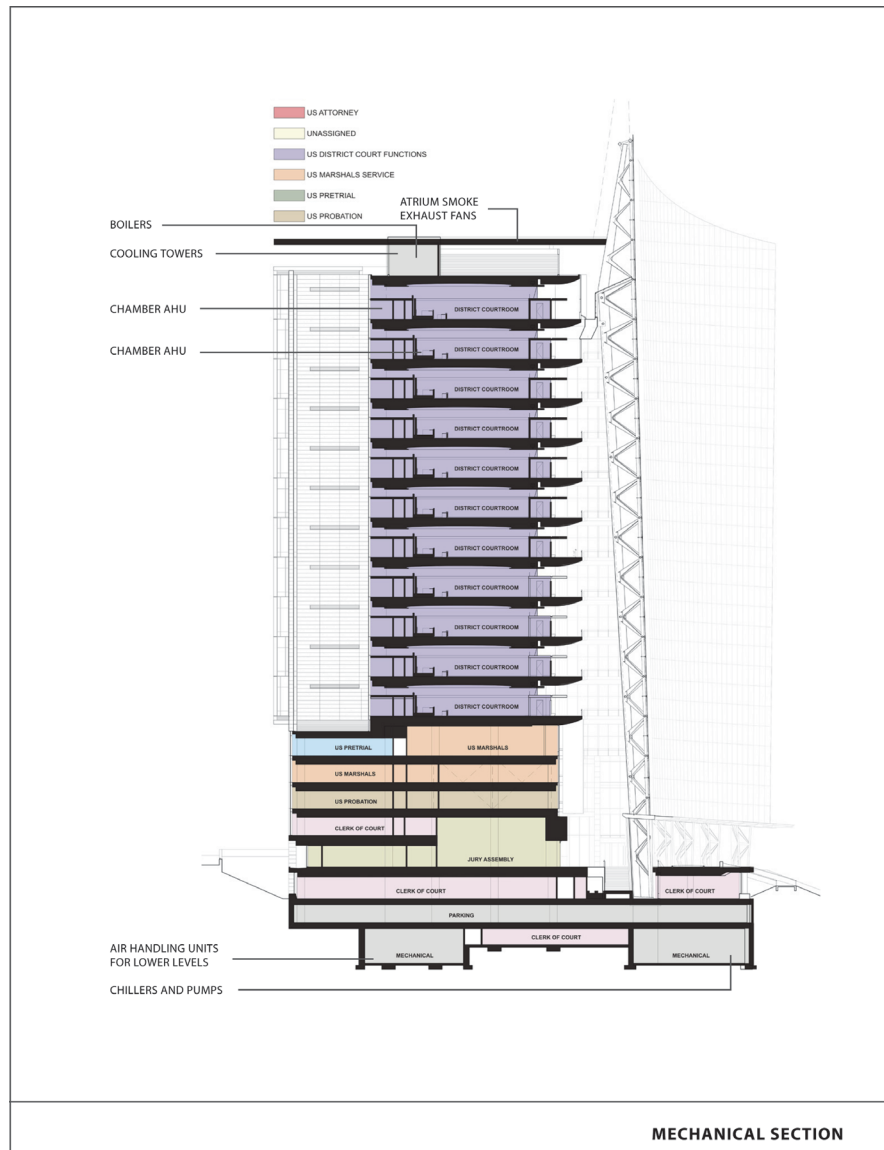 US ATTORNEY
UNASSIGNED
US DISTRICT COURT FUNCTIONS
US MARSHALS SERVICE
US PRETRIAL
US PROBATION
ATRIUM SMOKE
EXHAUST FANS
BOILERS
COOLING TOWERS
CHAMBER AHU
DISTRICT COURTROOM
CHAMBER AHU
DISTRICT COURTROOM
DISTRICT COURTROOM
DISTRICT COURTROOM
DISTRICT COURTROOM
DISTRICT COURTROOM
DISTRICT COURTROOM
DISTRICT COURTROOM
DISTRICT COURTROOM
DISTRICT COURTROOM
DISTRICT COURTROOM
US PRETRIAL
US MARSHALS
US MARSHALS
US PROBATION
CLERK OF COURT
JURY ASSEMBLY
CLERK OF COURT
CLERK OF COURT
PARKING
CLERK OF COURT
AIR HANDLING UNITS
FOR LOWER LEVELS
MECHANICAL
MECHANICAL
CHILLERS AND PUMPS
MECHANICAL SECTION